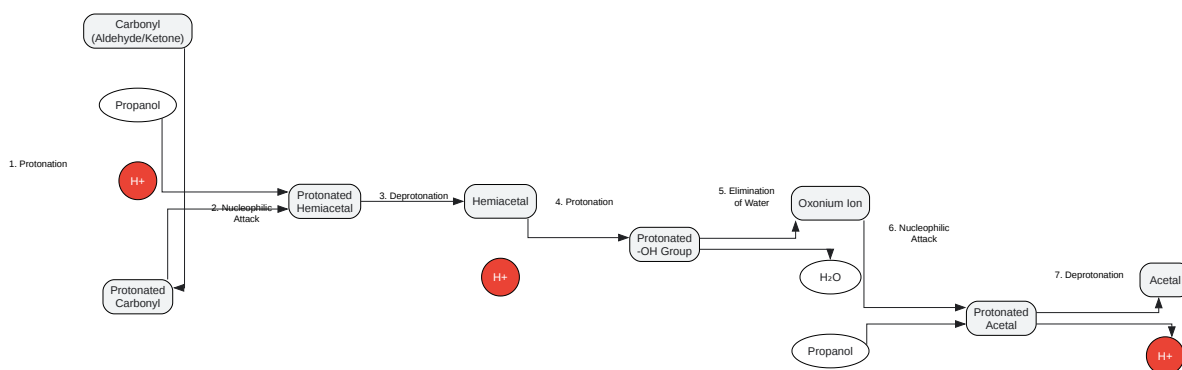 Carbonyl
(Aldehyde/Ketone)
Propanol
1. Protonation
H+
Protonated
Carbonyl
2. Nucleophilic
Attack
Protonated
Hemiacetal
3. Deprotonation
Hemiacetal
H+
4. Protonation
Protonated
-OH Group
5. Elimination
of Water
Oxonium Ion
H₂O
6. Nucleophilic
Attack
Propanol
Protonated
Acetal
7. Deprotonation
Acetal
H+